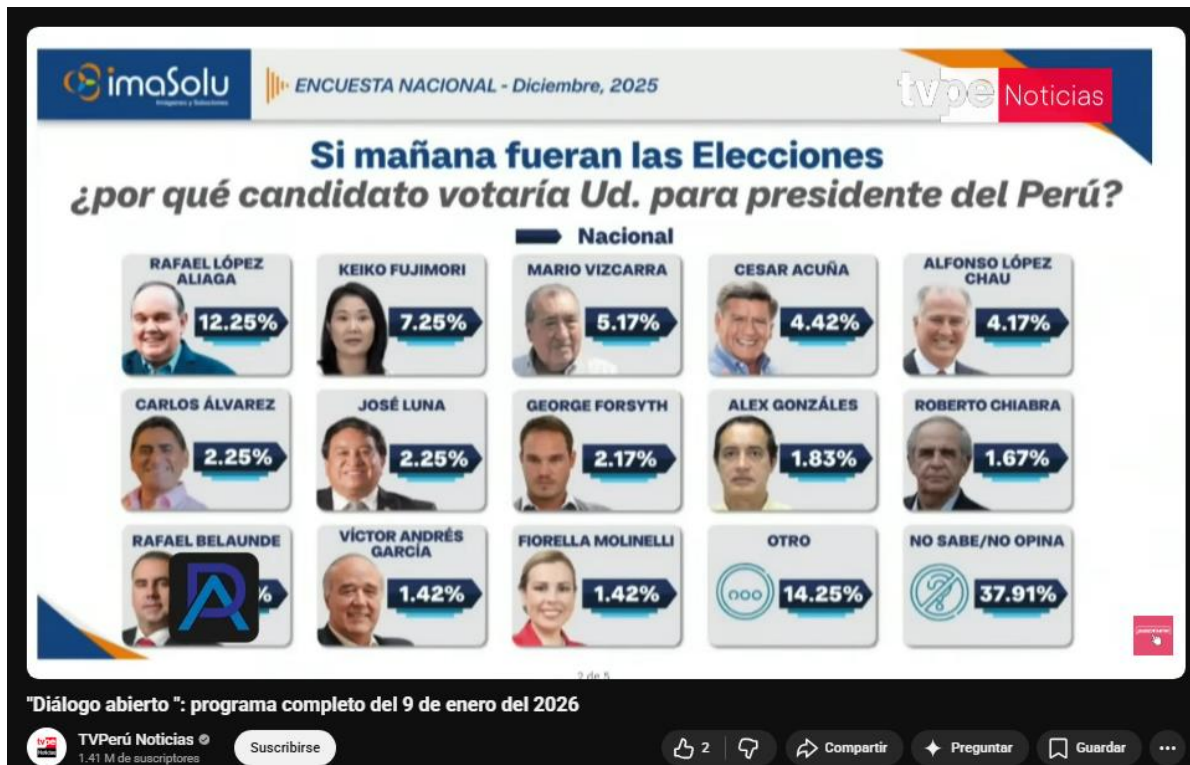 imaSolu
Imágenes y Soluciones
ENCUESTA NACIONAL - Diciembre, 2025
tvpe Noticias
Si mañana fueran las Elecciones
¿por qué candidato votaría Ud. para presidente del Perú?
Nacional
RAFAEL LÓPEZ ALIAGA
12.25%
KEIKO FUJIMORI
7.25%
MARIO VIZCARRA
5.17%
CESAR ACUÑA
4.42%
ALFONSO LÓPEZ CHAU
4.17%
CARLOS ÁLVAREZ
2.25%
JOSÉ LUNA
2.25%
GEORGE FORSYTH
2.17%
ALEX GONZÁLES
1.83%
ROBERTO CHIABRA
1.67%
RAFAEL BELAUNDE
%
VÍCTOR ANDRÉS GARCÍA
1.42%
FIORELLA MOLINELLI
1.42%
OTRO
14.25%
NO SABE/NO OPINA
37.91%
2 de 5
"Diálogo abierto ": programa completo del 9 de enero del 2026
TVPerú Noticias
1.41 M de suscriptores
Suscribirse
2
Compartir
Preguntar
Guardar